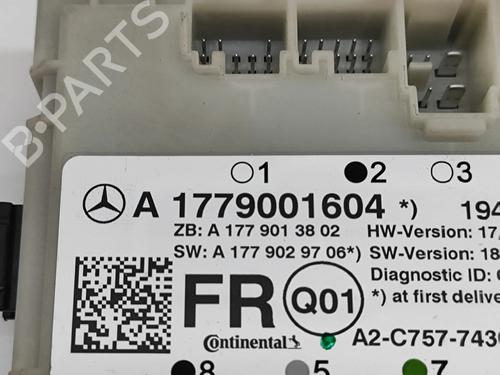 B-PARTS
1 2 3
A 1779001604 *) 194
ZB: A 177 901 38 02 HW-Version: 17,
SW: A 177 902 97 06*) SW-Version: 18
Diagnostic ID:
FR Q01 *) at first delive
Continental A2-C757-743
8 5 7